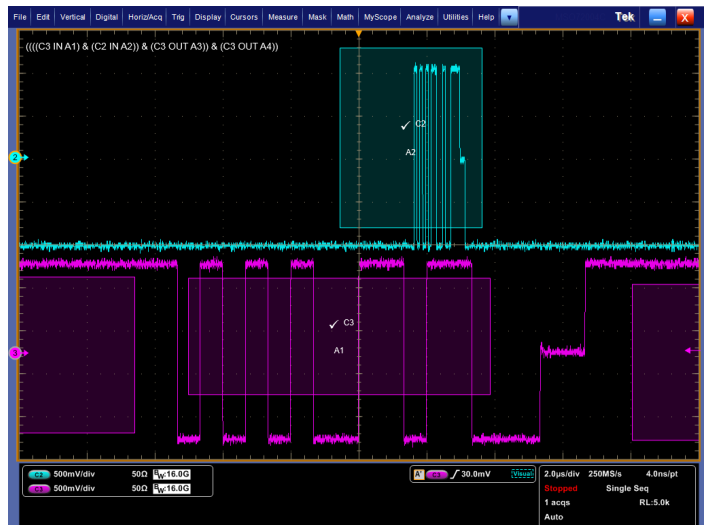 File Edit Vertical Digital Horiz/Acq Trig Display Cursors Measure Mask Math MyScope Analyze Utilities Help Tek X
((((C3 IN A1) & (C2 IN A2)) & (C3 OUT A3)) & (C3 OUT A4))
C2
A2
2
C3
A1
3
C2 500mV/div 50Ω BW:16.0G
C3 500mV/div 50Ω BW:16.0G
A' C3 30.0mV Visual
2.0µs/div 250MS/s 4.0ns/pt
Stopped Single Seq
1 acqs RL:5.0k
Auto